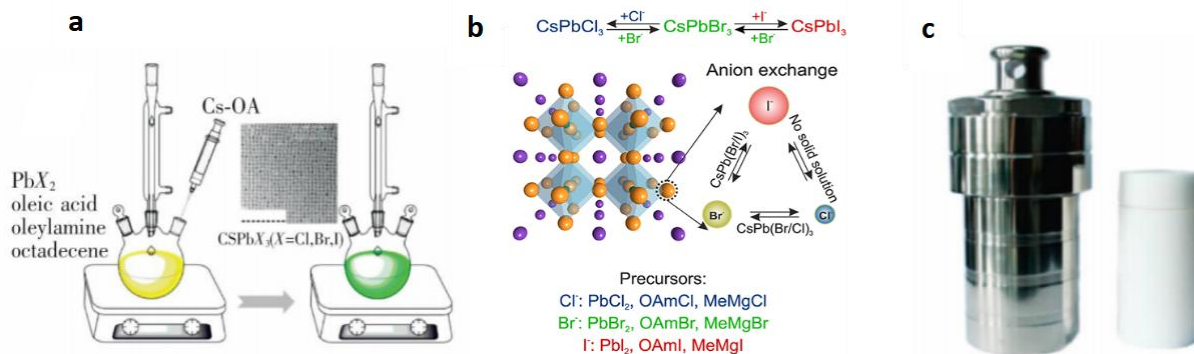 a
Cs-OA
PbX₂
oleic acid
oleylamine
octadecene
CSPbX₃(X=Cl,Br,I)
b
CsPbCl₃ +Cl⁻ +Br⁻ CsPbBr₃ +I⁻ +Br⁻ CsPbI₃
Anion exchange
I⁻
CsPb(Br/I)₃
No solid solution
Br⁻
Cl⁻
CsPb(Br/Cl)₃
Precursors:
Cl⁻: PbCl₂, OAmCl, MeMgCl
Br⁻: PbBr₂, OAmBr, MeMgBr
I⁻: PbI₂, OAmI, MeMgI
c